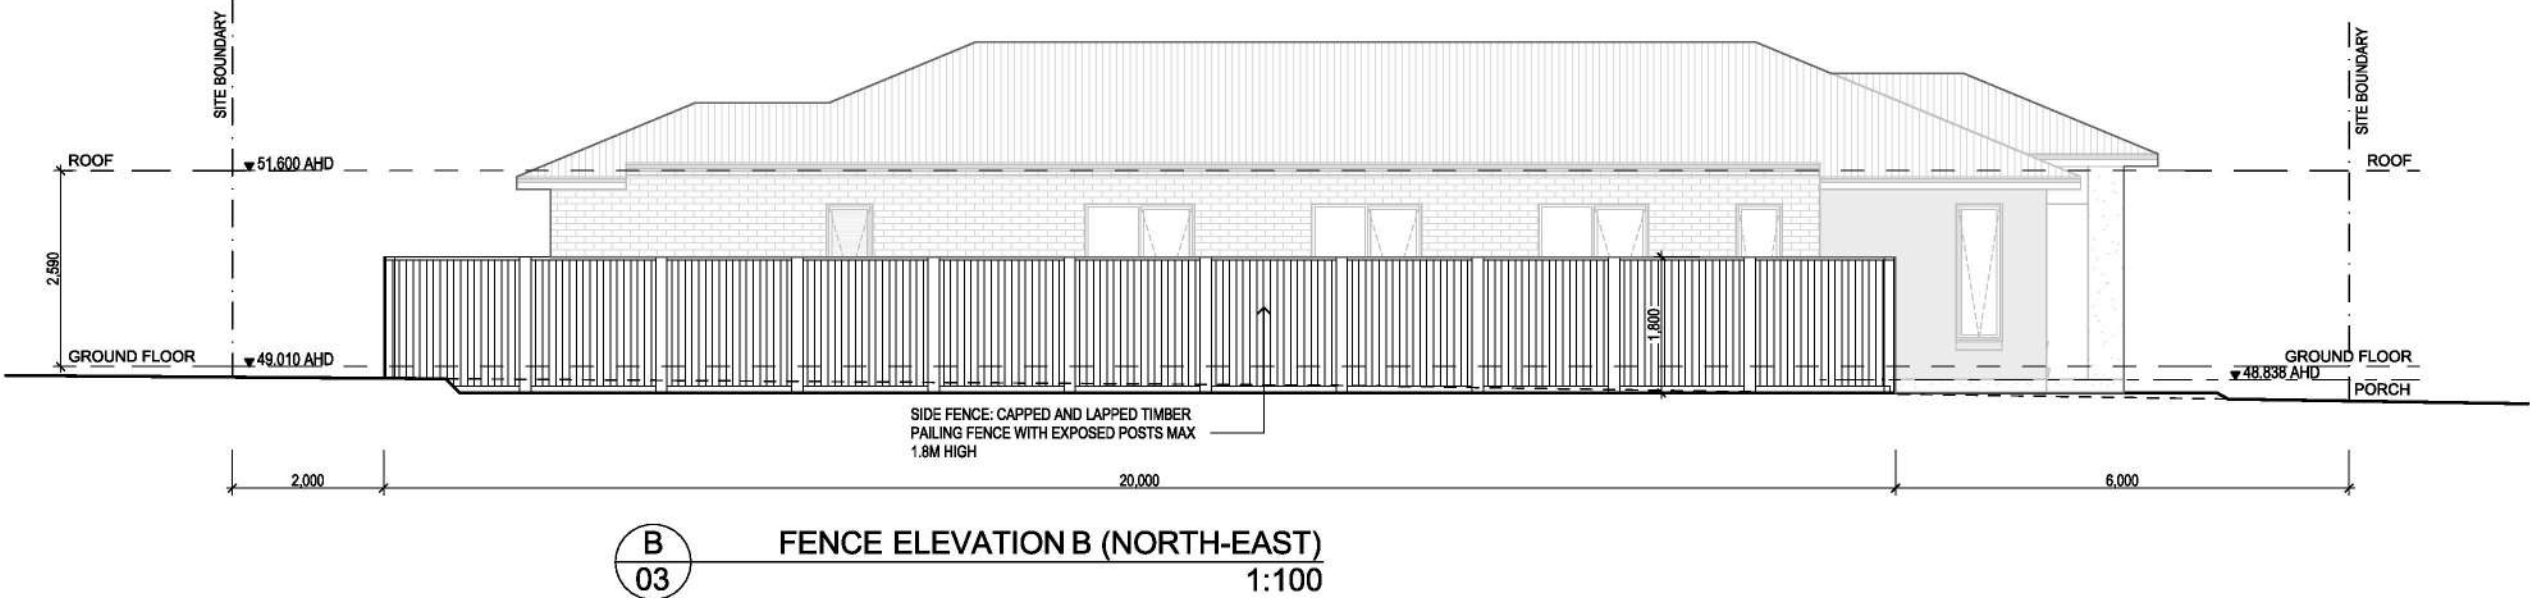 SITE BOUNDARY
SITE BOUNDARY
ROOF
51.600 AHD
ROOF
2,590
1,800
GROUND FLOOR
49.010 AHD
GROUND FLOOR
48.838 AHD
PORCH
SIDE FENCE: CAPPED AND LAPPED TIMBER
PAILING FENCE WITH EXPOSED POSTS MAX
1.8M HIGH
2,000
20,000
6,000
B
03
FENCE ELEVATION B (NORTH-EAST)
1:100